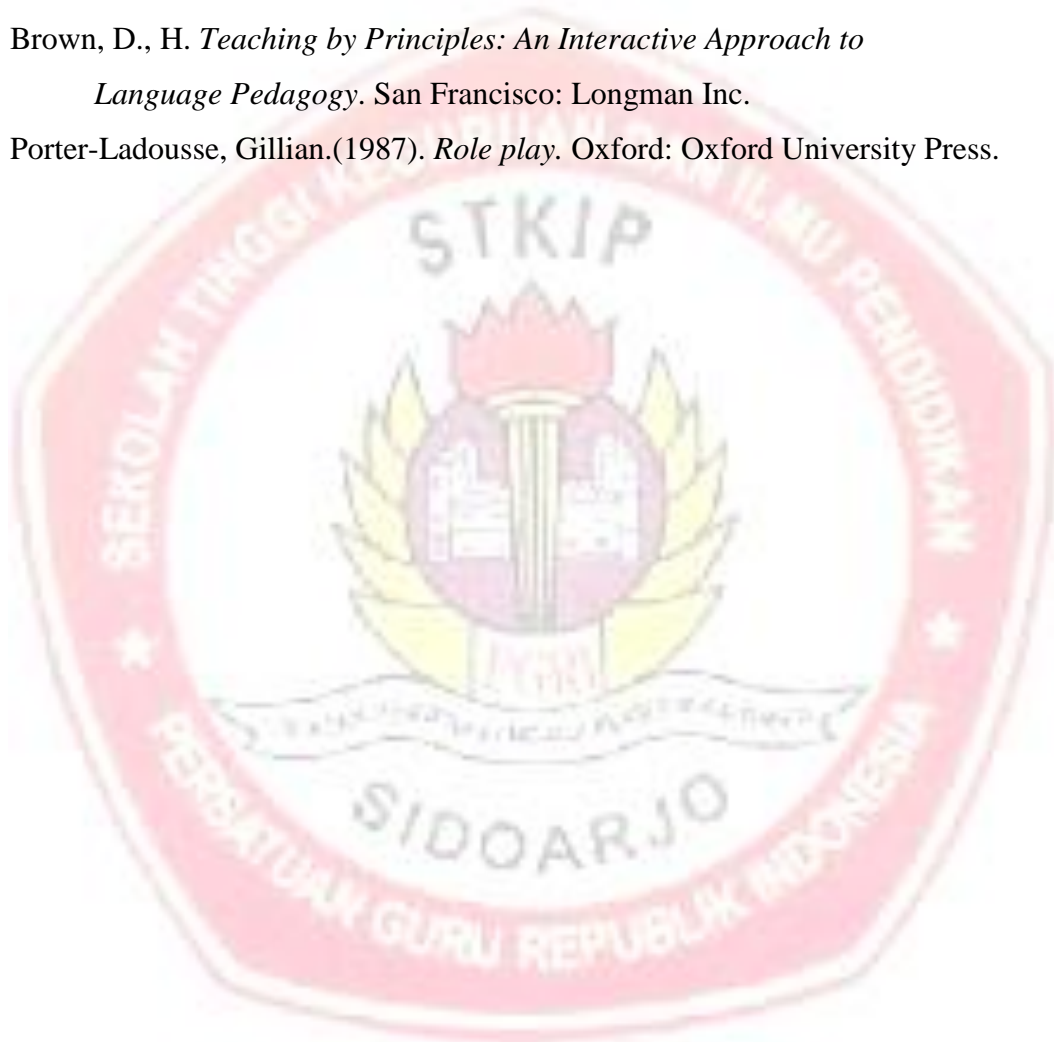 Brown, D., H. Teaching by Principles: An Interactive Approach to
Language Pedagogy. San Francisco: Longman Inc.
Porter-Ladousse, Gillian.(1987). Role play. Oxford: Oxford University Press.
SEKOLAH TINGGI KEGURUAN DAN ILMU PENDIDIKAN
STKIP
PGRI
SIDOARJO
PERSATUAN GURU REPUBLIK INDONESIA